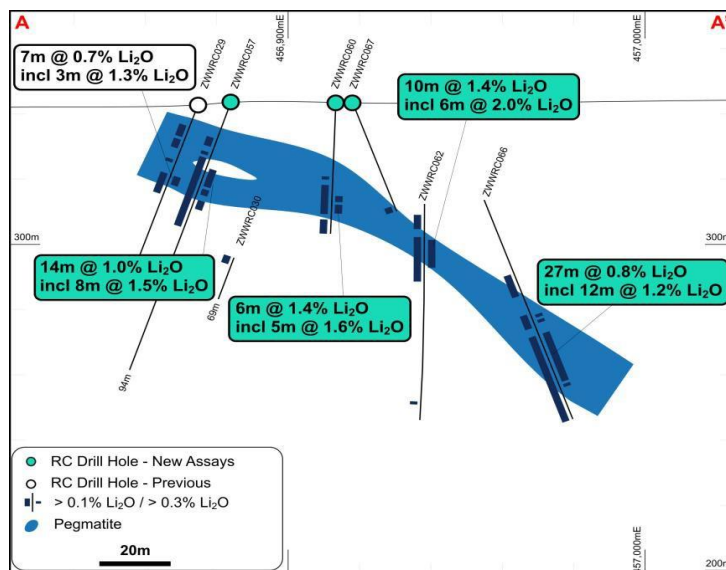 A
A'
456,900mE
457,000mE
7m @ 0.7% Li₂O
incl 3m @ 1.3% Li₂O
ZWWRC029
ZWWRC057
ZWWRC060
ZWWRC067
10m @ 1.4% Li₂O
incl 6m @ 2.0% Li₂O
ZWWRC062
ZWWRC066
ZWWRC030
300m
300m
14m @ 1.0% Li₂O
incl 8m @ 1.5% Li₂O
27m @ 0.8% Li₂O
incl 12m @ 1.2% Li₂O
6m @ 1.4% Li₂O
incl 5m @ 1.6% Li₂O
69m
94m
RC Drill Hole - New Assays
RC Drill Hole - Previous
> 0.1% Li₂O / > 0.3% Li₂O
Pegmatite
20m
457,000mE
200m